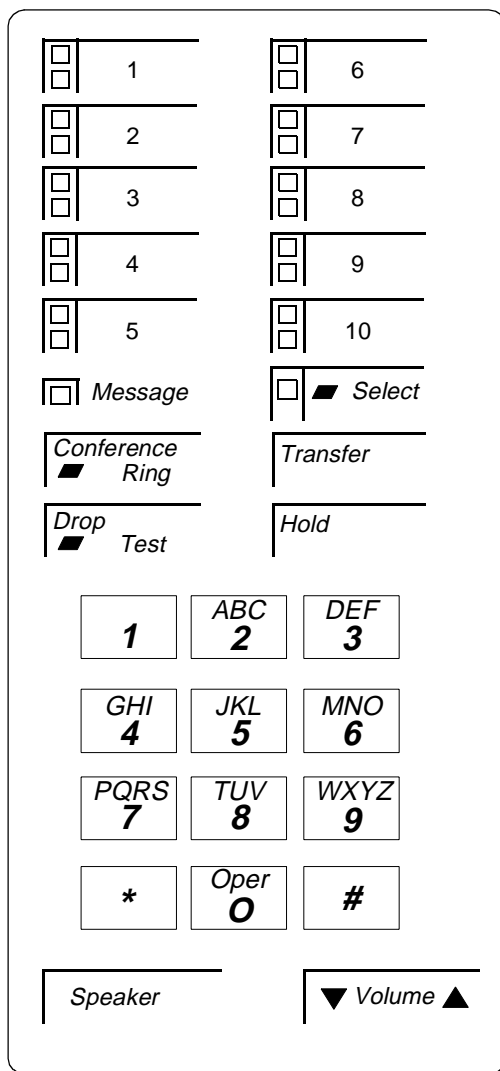 1 6
2 7
3 8
4 9
5 10
Message Select
Conference Transfer
Ring
Drop Hold
Test
ABC DEF
1 2 3
GHI JKL MNO
4 5 6
PQRS TUV WXYZ
7 8 9
Oper
* O #
Speaker ▼ Volume ▲